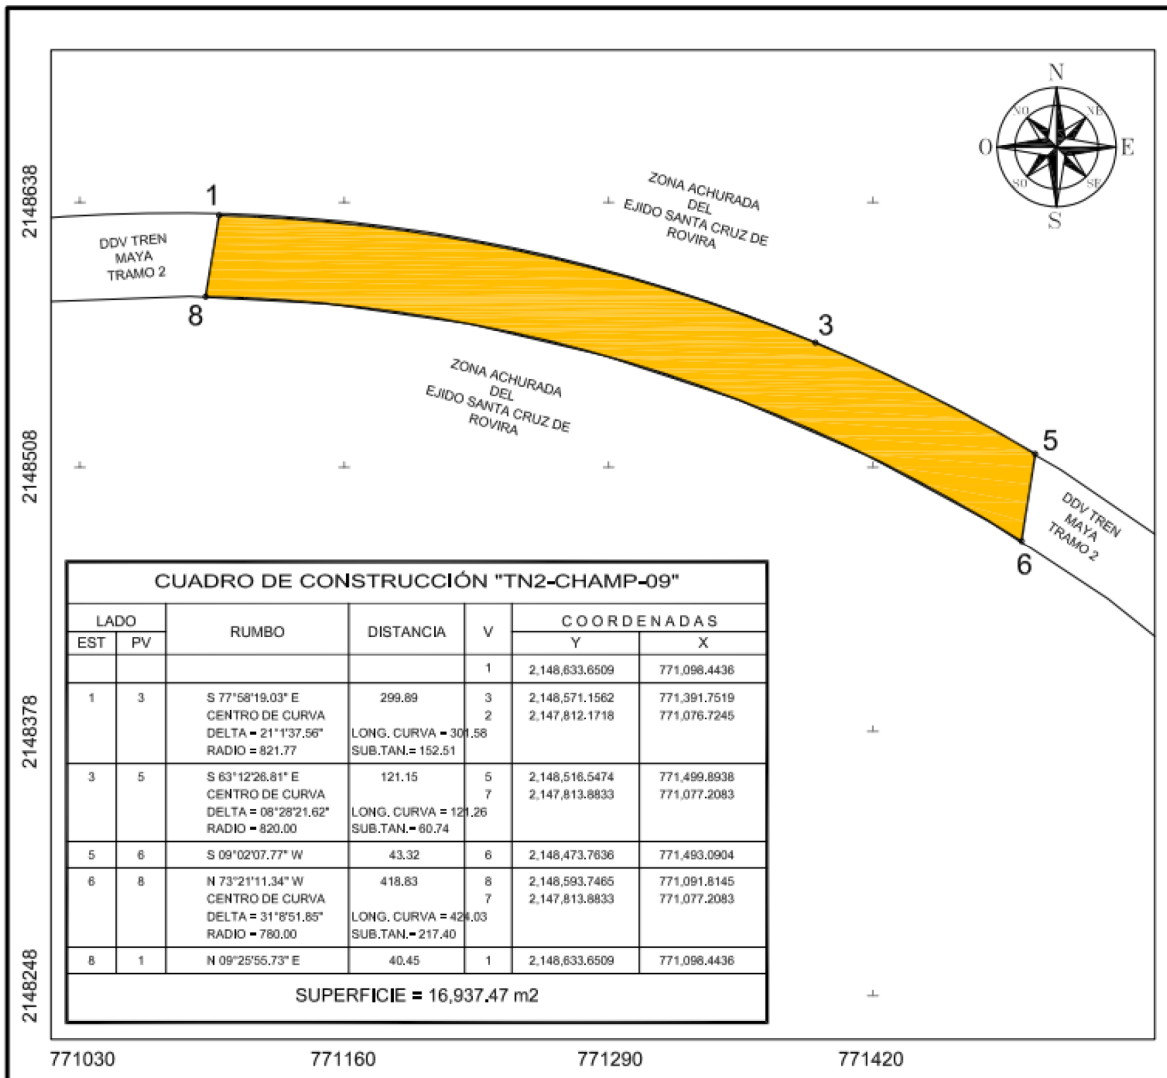 N
NO
NE
O
E
SO
SE
S
2148638
2148508
2148378
2148248
1
ZONA ACHURADA
DEL
EJIDO SANTA CRUZ DE
ROVIRA
DDV TREN
MAYA
TRAMO 2
8
3
ZONA ACHURADA
DEL
EJIDO SANTA CRUZ DE
ROVIRA
5
DDV TREN
MAYA
TRAMO 2
6
CUADRO DE CONSTRUCCIÓN "TN2-CHAMP-09"
LADO RUMBO DISTANCIA V COORDENADAS
EST PV Y X
1 2,148,633.6509 771,098.4436
1 3 S 77°58'19.03" E 299.89 3 2,148,571.1562 771,391.7519
CENTRO DE CURVA 2 2,147,812.1718 771,076.7245
DELTA = 21°1'37.56" LONG. CURVA = 301.58
RADIO = 821.77 SUB.TAN.= 152.51
3 5 S 63°12'26.81" E 121.15 5 2,148,516.5474 771,499.8938
CENTRO DE CURVA 7 2,147,813.8833 771,077.2083
DELTA = 08°28'21.62" LONG. CURVA = 121.26
RADIO = 820.00 SUB.TAN.= 60.74
5 6 S 09°02'07.77" W 43.32 6 2,148,473.7636 771,493.0904
6 8 N 73°21'11.34" W 418.83 8 2,148,593.7465 771,091.8145
CENTRO DE CURVA 7 2,147,813.8833 771,077.2083
DELTA = 31°8'51.85" LONG. CURVA = 424.03
RADIO = 780.00 SUB.TAN.= 217.40
8 1 N 09°25'55.73" E 40.45 1 2,148,633.6509 771,098.4436
SUPERFICIE = 16,937.47 m2
771030 771160 771290 771420